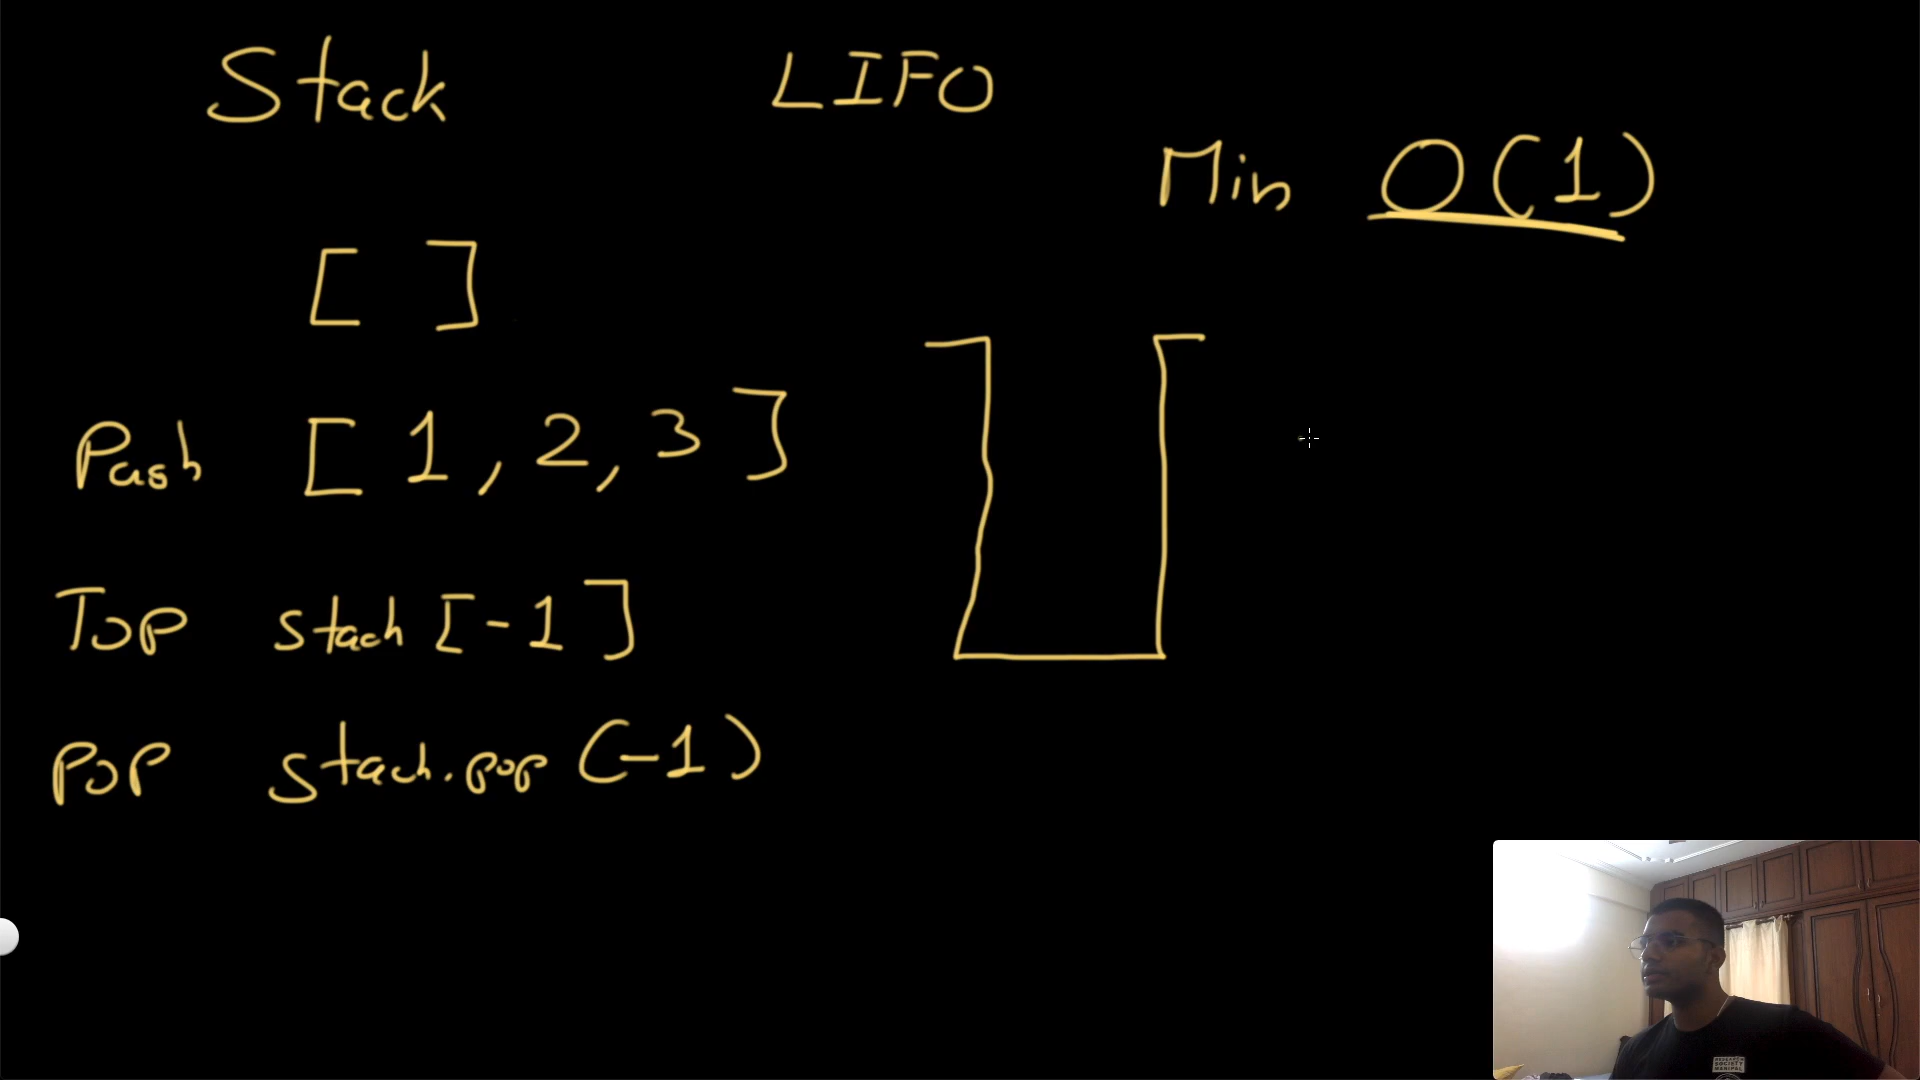 Stack LIFO
Min O(1)
[ ]
Push [ 1 , 2 , 3 ]
Top stack [-1]
POP stack.pop (-1)